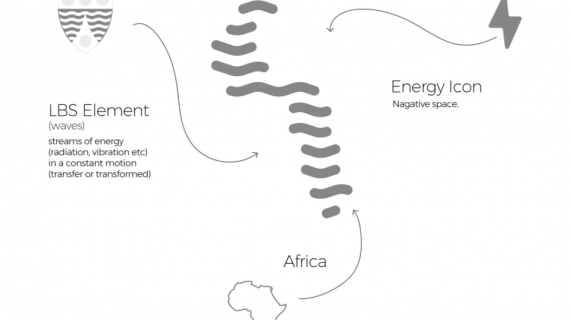 LBS Element
(waves)
streams of energy
(radiation, vibration etc)
in a constant motion
(transfer or transformed)
Energy Icon
Nagative space.
Africa